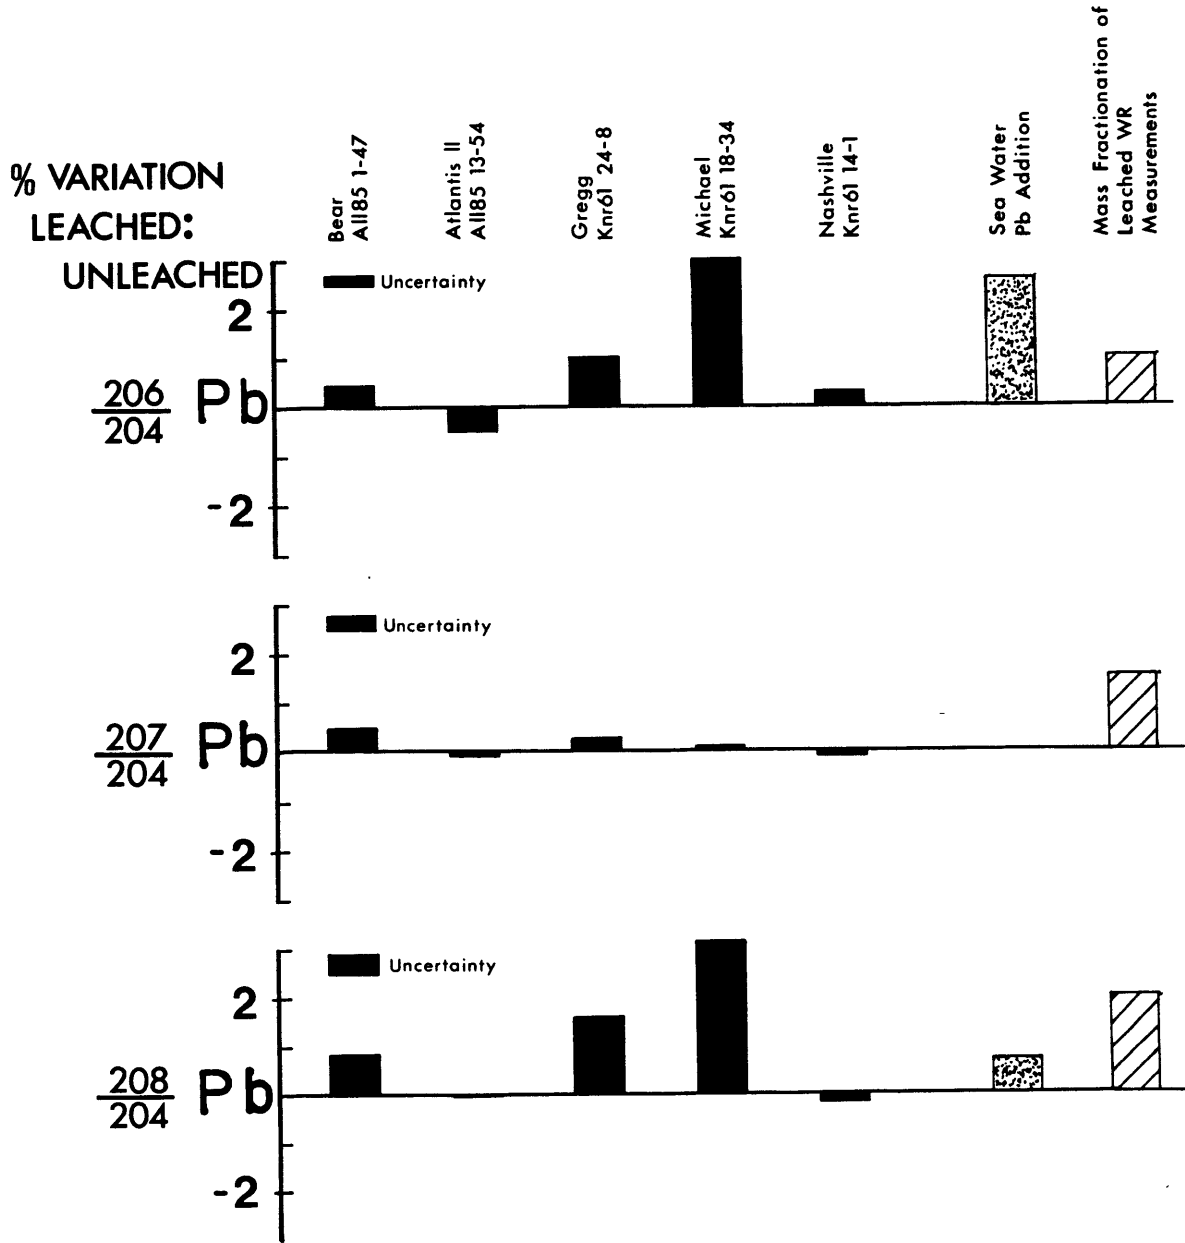 % VARIATION
LEACHED:
UNLEACHED
Bear
AII85 1-47
Atlantis II
AII85 13-54
Gregg
Knr61 24-8
Michael
Knr61 18-34
Nashville
Knr61 14-1
Sea Water
Pb Addition
Mass Fractionation of
Leached WR
Measurements
Uncertainty
2
206
204
Pb
-2
Uncertainty
2
207
204
Pb
-2
Uncertainty
2
208
204
Pb
-2